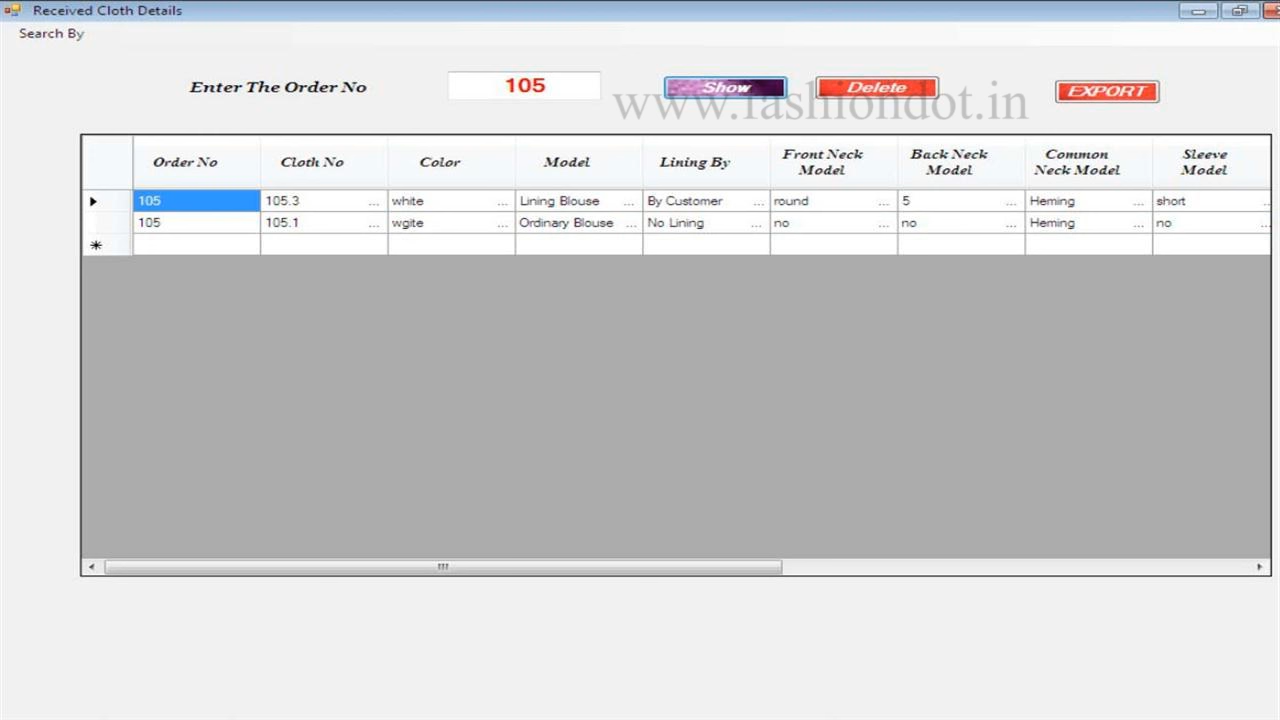 Received Cloth Details
Search By
Enter The Order No 105 Show Delete EXPORT
www.fashiondot.in
Order No Cloth No Color Model Lining By Front Neck Model Back Neck Model Common Neck Model Sleeve Model
105 105.3 ... white ... Lining Blouse ... By Customer ... round ... 5 ... Heming ... short ...
105 105.1 ... wgite ... Ordinary Blouse ... No Lining ... no ... no ... Heming ... no ...